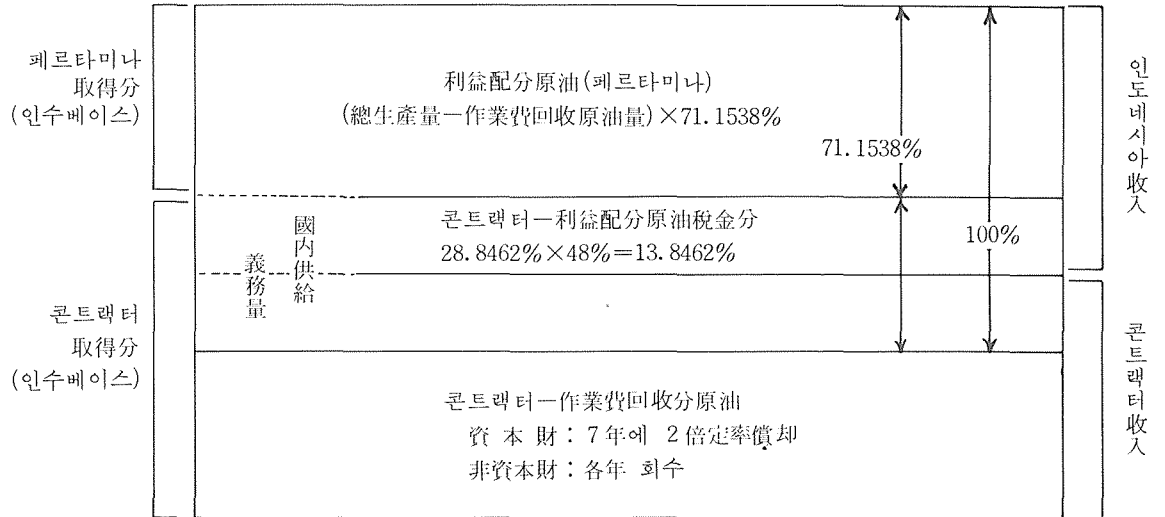 페르타미나
取得分
(인수베이스)
利益配分原油(페르타미나)
(總生產量−作業費回收原油量)×71.1538%
71.1538%
인도네시아收入
콘트랙터−利益配分原油稅金分
28.8462%×48%=13.8462%
100%
國內供給
義務量
콘트랙터
取得分
(인수베이스)
콘트랙터收入
콘트랙터−作業費回收分原油
資本財：7年에 2倍定率償却
非資本財：各年 회수